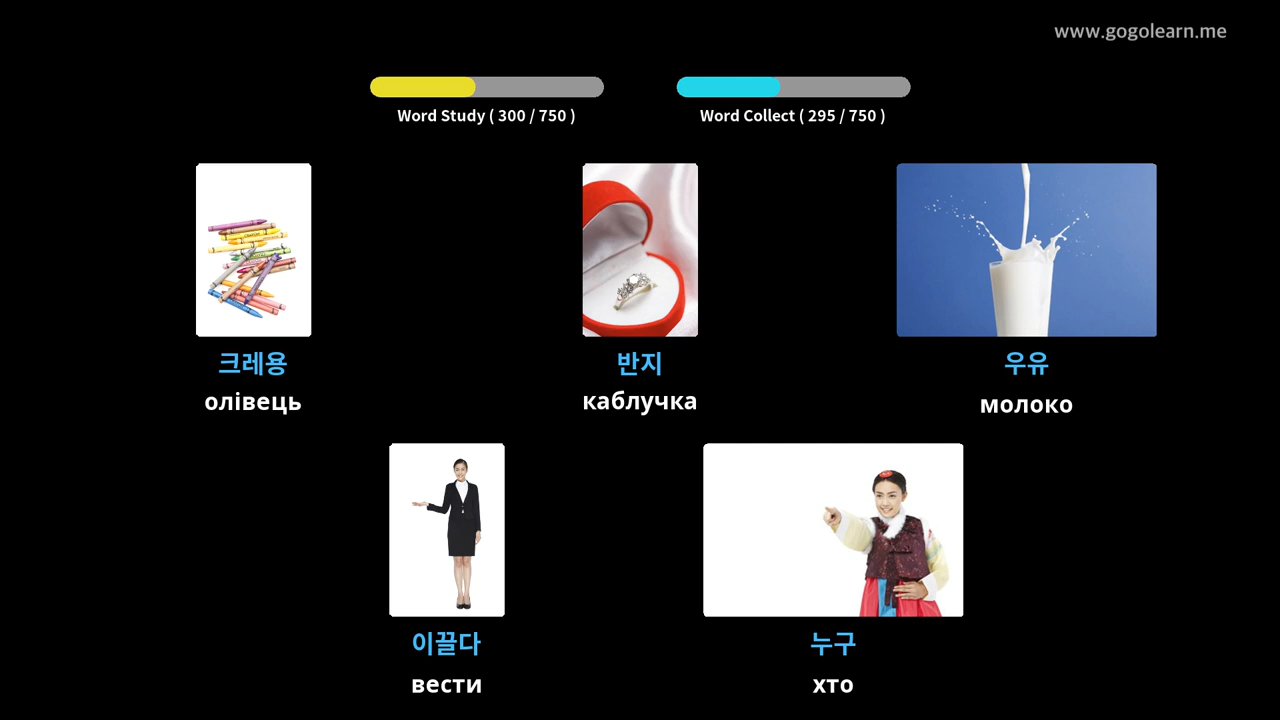 www.gogolearn.me
Word Study ( 300 / 750 )
Word Collect ( 295 / 750 )
크레용
олівець
반지
каблучка
우유
молоко
이끌다
вести
누구
хто